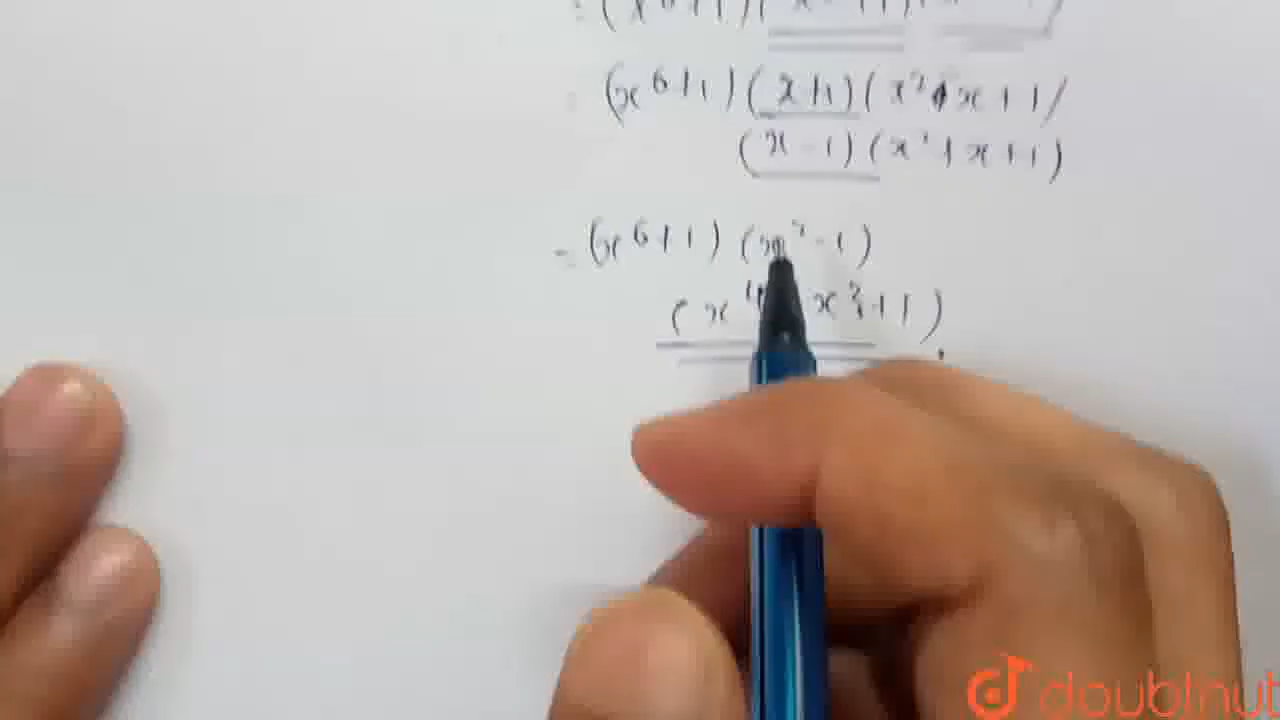 (x⁶+1)(x+1)(x² x+1)
(x-1)(x²+x+1)
= (x⁶+1) (x²-1)
(x⁴ x²+1)
doubtnut